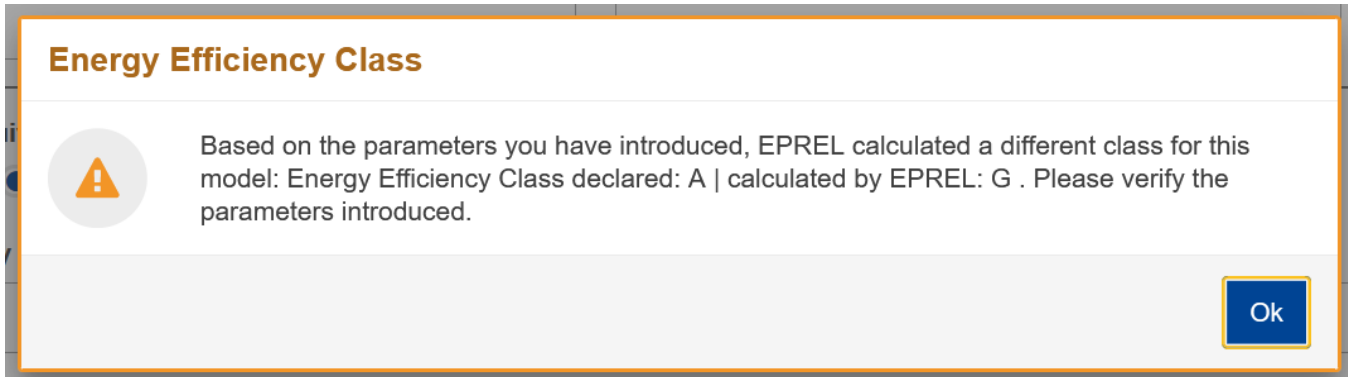 Energy Efficiency Class
Based on the parameters you have introduced, EPREL calculated a different class for this
model: Energy Efficiency Class declared: A | calculated by EPREL: G . Please verify the
parameters introduced.
Ok